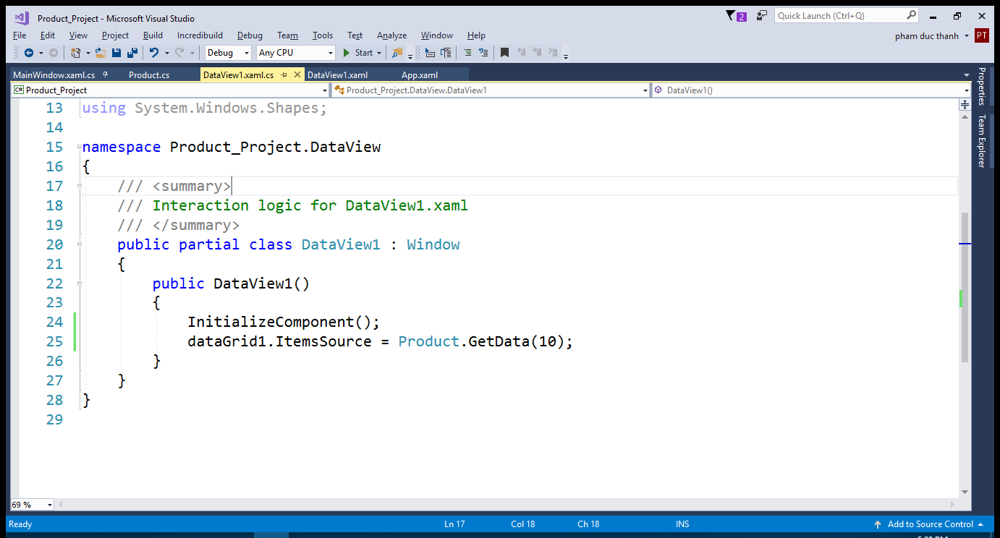 Product_Project - Microsoft Visual Studio
2
Quick Launch (Ctrl+Q)
File Edit View Project Build Incredibuild Debug Team Tools Test Analyze Window Help
pham duc thanh PT
Debug Any CPU Start
MainWindow.xaml.cs Product.cs DataView1.xaml.cs DataView1.xaml App.xaml
C# Product_Project Product_Project.DataView.DataView1 DataView1()
Properties
Team Explorer
13 using System.Windows.Shapes;
14
15 namespace Product_Project.DataView
16 {
17 /// <summary>
18 /// Interaction logic for DataView1.xaml
19 /// </summary>
20 public partial class DataView1 : Window
21 {
22 public DataView1()
23 {
24 InitializeComponent();
25 dataGrid1.ItemsSource = Product.GetData(10);
26 }
27 }
28 }
29
69 %
Ready Ln 17 Col 18 Ch 18 INS Add to Source Control